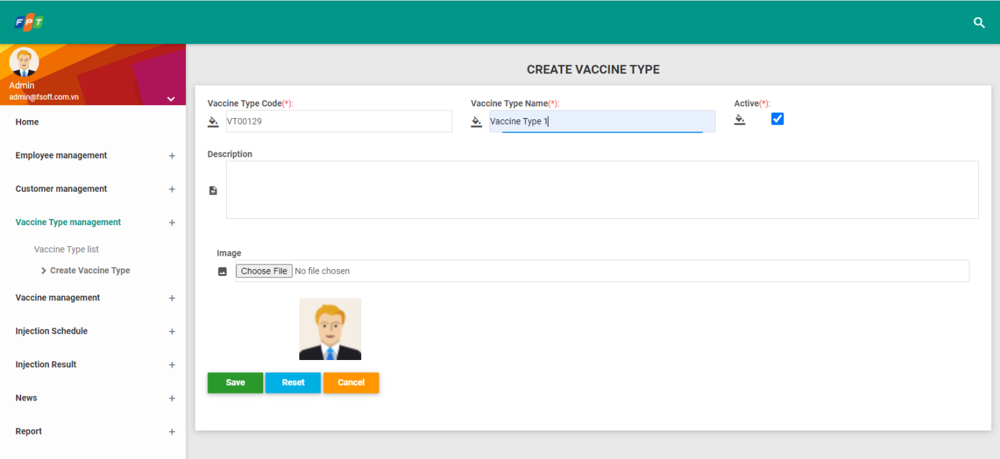 FPT
Admin
admin@fsoft.com.vn
Home
Employee management +
Customer management +
Vaccine Type management +
Vaccine Type list
Create Vaccine Type
Vaccine management +
Injection Schedule +
Injection Result +
News +
Report +
CREATE VACCINE TYPE
Vaccine Type Code(*): Vaccine Type Name(*): Active(*):
VT00129 Vaccine Type 1
Description
Image
Choose File No file chosen
Save Reset Cancel